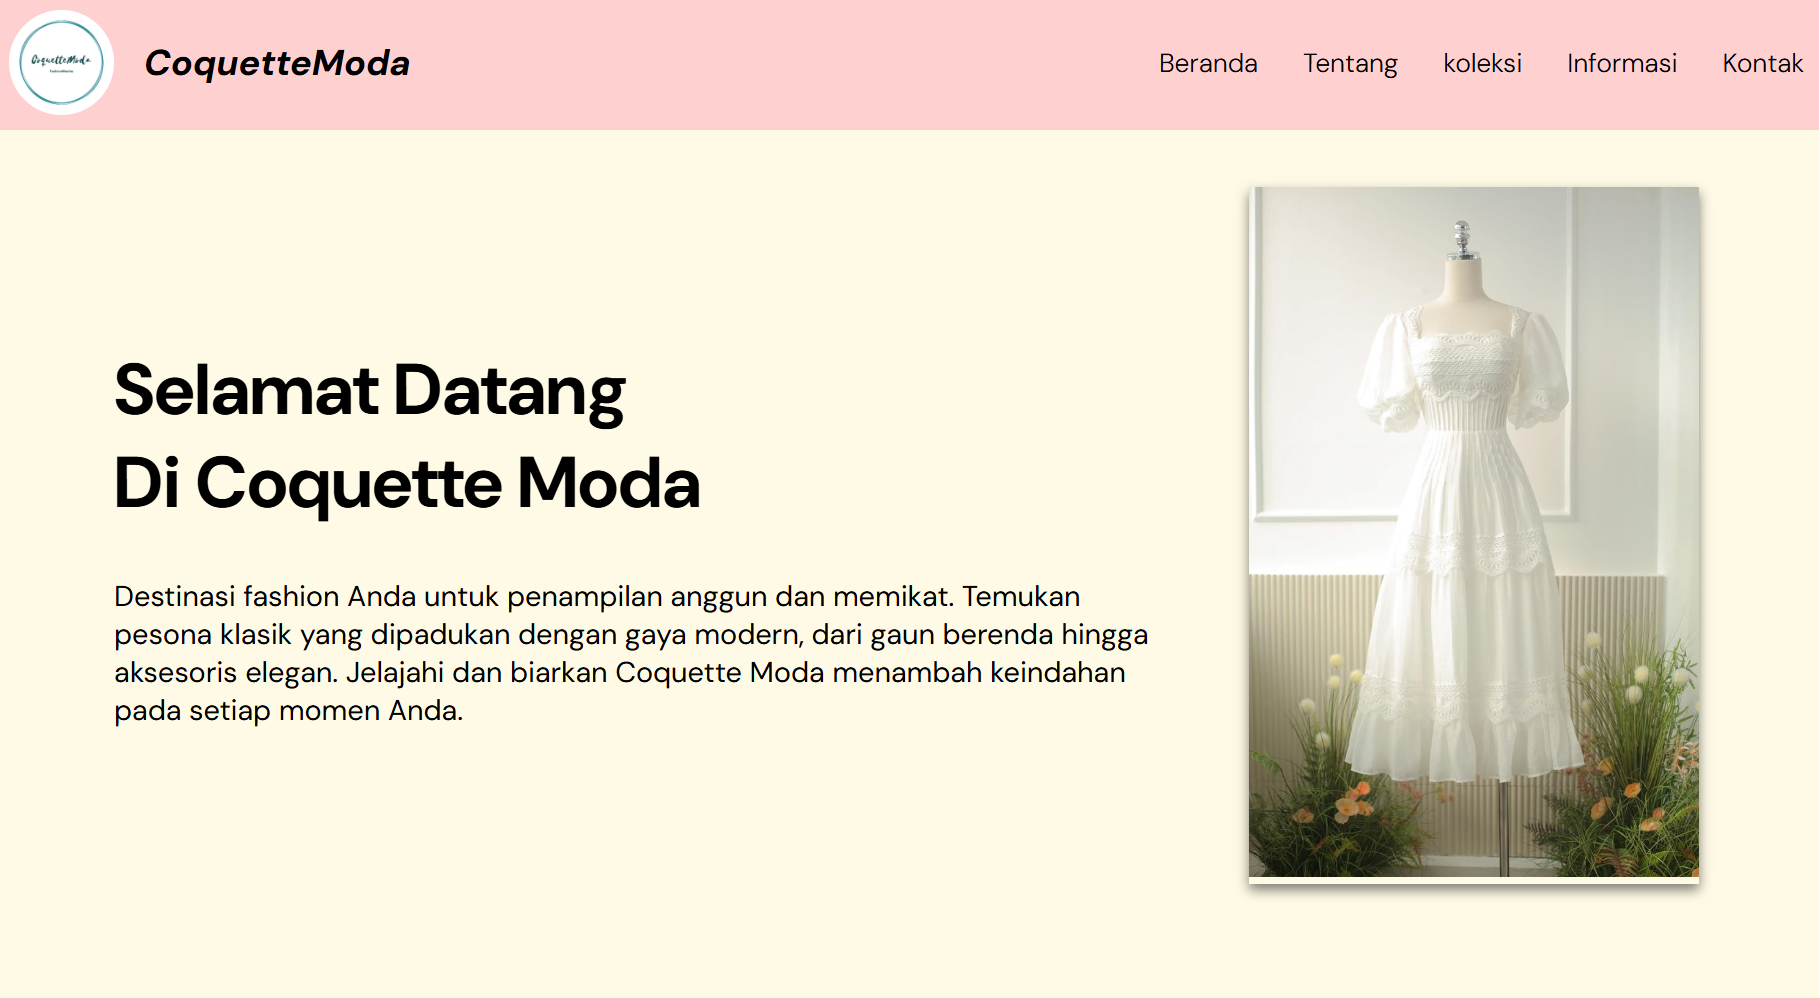 CoquetteModa
CoquetteModa
Beranda
Tentang
koleksi
Informasi
Kontak
Selamat Datang
Di Coquette Moda
Destinasi fashion Anda untuk penampilan anggun dan memikat. Temukan
pesona klasik yang dipadukan dengan gaya modern, dari gaun berenda hingga
aksesoris elegan. Jelajahi dan biarkan Coquette Moda menambah keindahan
pada setiap momen Anda.